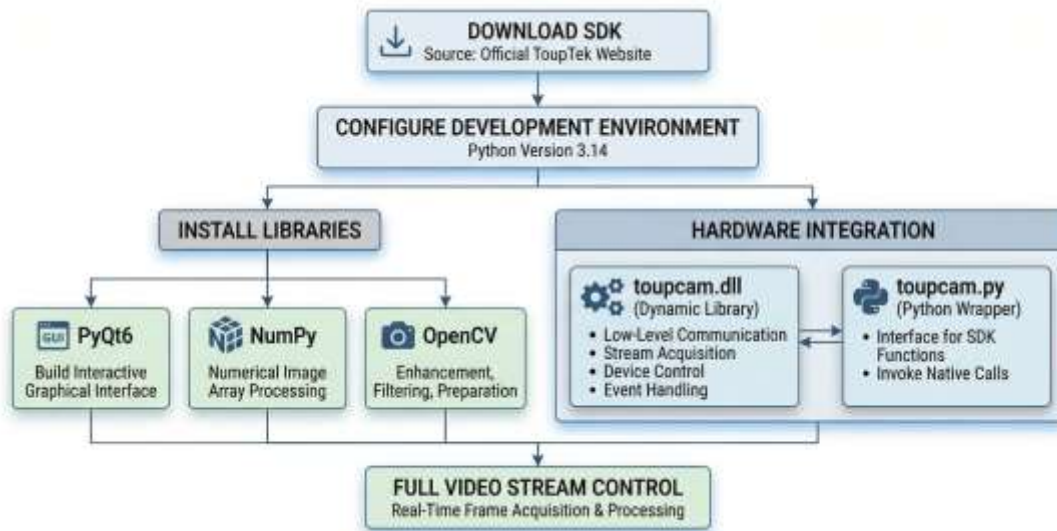 DOWNLOAD SDK
Source: Official ToupTek Website
CONFIGURE DEVELOPMENT ENVIRONMENT
Python Version 3.14
INSTALL LIBRARIES
GUI PyQt6
Build Interactive
Graphical Interface
NumPy
Numerical Image
Array Processing
OpenCV
Enhancement,
Filtering, Preparation
HARDWARE INTEGRATION
toupcam.dll
(Dynamic Library)
• Low-Level Communication
• Stream Acquisition
• Device Control
• Event Handling
toupcam.py
(Python Wrapper)
• Interface for SDK
Functions
• Invoke Native Calls
FULL VIDEO STREAM CONTROL
Real-Time Frame Acquisition & Processing